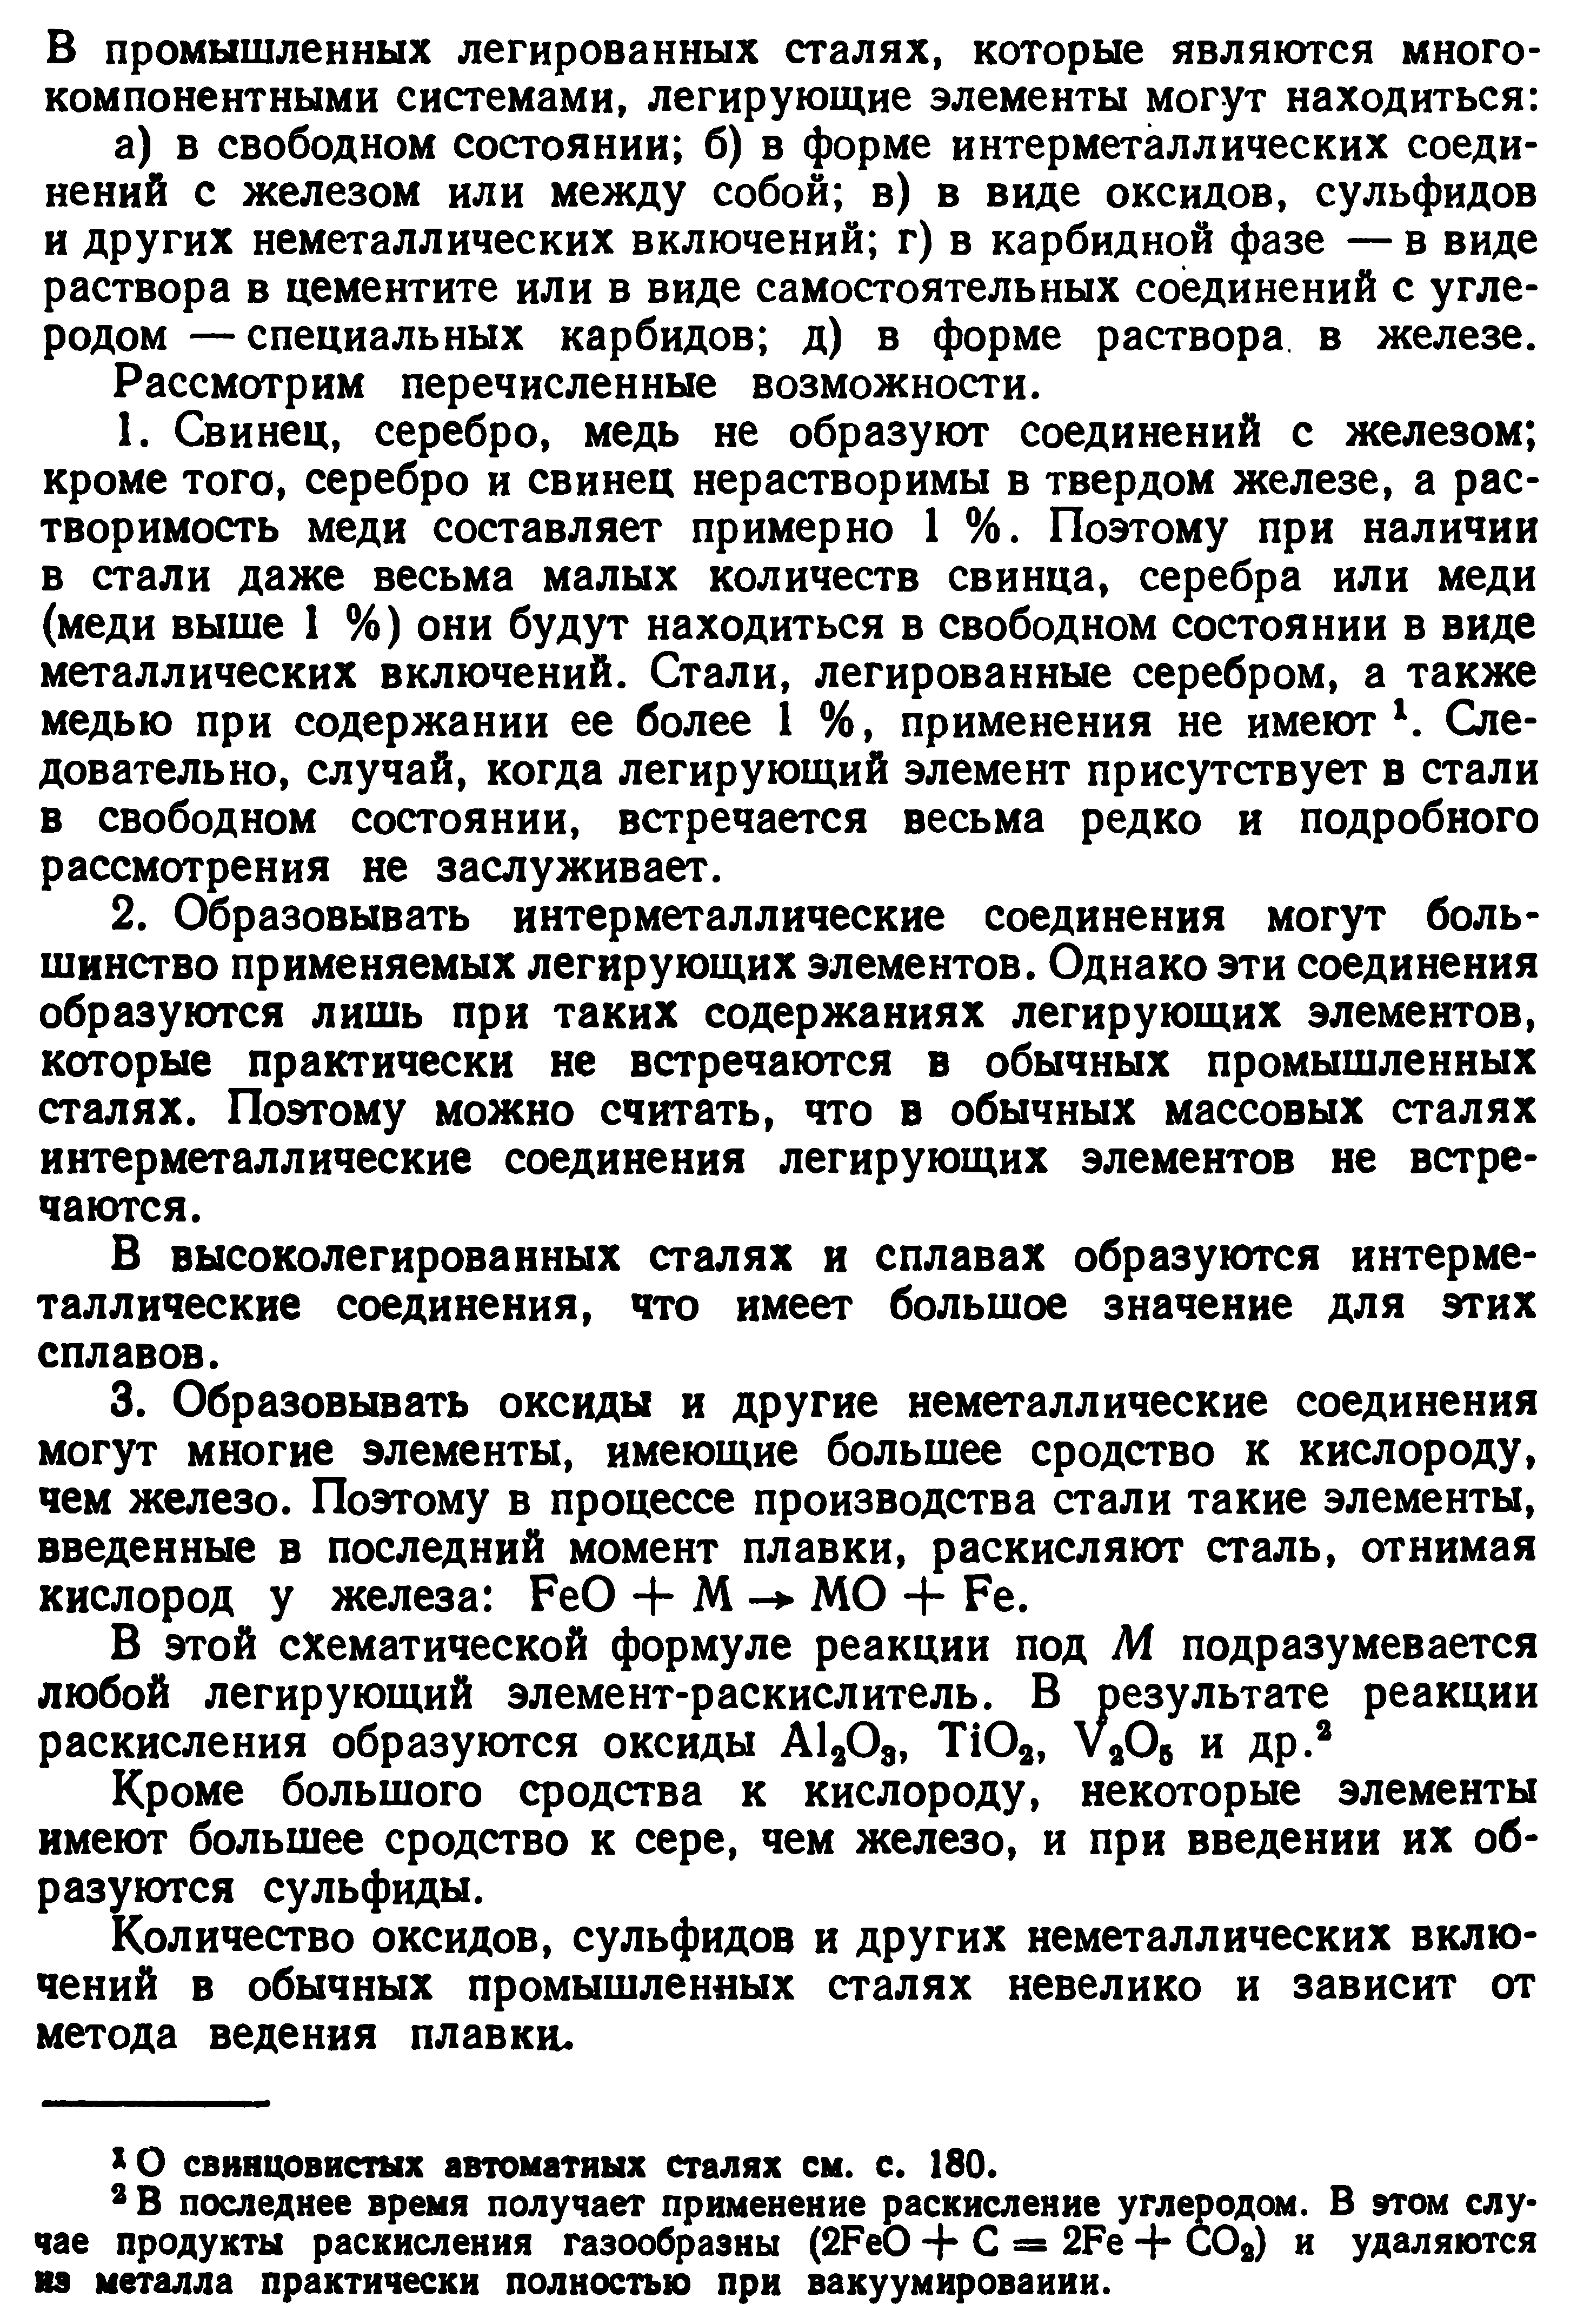 В промышленных легированных сталях, которые являются много-
компонентными системами, легирующие элементы могут находиться:
а) в свободном состоянии; б) в форме интерметаллических соеди-
нений с железом или между собой; в) в виде оксидов, сульфидов
и других неметаллических включений; г) в карбидной фазе — в виде
раствора в цементите или в виде самостоятельных соединений с угле-
родом — специальных карбидов; д) в форме раствора в железе.
Рассмотрим перечисленные возможности.
1. Свинец, серебро, медь не образуют соединений с железом;
кроме того, серебро и свинец нерастворимы в твердом железе, а рас-
творимость меди составляет примерно 1 %. Поэтому при наличии
в стали даже весьма малых количеств свинца, серебра или меди
(меди выше 1 %) они будут находиться в свободном состоянии в виде
металлических включений. Стали, легированные серебром, а также
медью при содержании ее более 1 %, применения не имеют ¹. Сле-
довательно, случай, когда легирующий элемент присутствует в стали
в свободном состоянии, встречается весьма редко и подробного
рассмотрения не заслуживает.
2. Образовывать интерметаллические соединения могут боль-
шинство применяемых легирующих элементов. Однако эти соединения
образуются лишь при таких содержаниях легирующих элементов,
которые практически не встречаются в обычных промышленных
сталях. Поэтому можно считать, что в обычных массовых сталях
интерметаллические соединения легирующих элементов не встре-
чаются.
В высоколегированных сталях и сплавах образуются интерме-
таллические соединения, что имеет большое значение для этих
сплавов.
3. Образовывать оксиды и другие неметаллические соединения
могут многие элементы, имеющие большее сродство к кислороду,
чем железо. Поэтому в процессе производства стали такие элементы,
введенные в последний момент плавки, раскисляют сталь, отнимая
кислород у железа: FeO + M → MO + Fe.
В этой схематической формуле реакции под M подразумевается
любой легирующий элемент-раскислитель. В результате реакции
раскисления образуются оксиды Al₂O₃, TiO₂, V₂O₅ и др.²
Кроме большого сродства к кислороду, некоторые элементы
имеют большее сродство к сере, чем железо, и при введении их об-
разуются сульфиды.
Количество оксидов, сульфидов и других неметаллических вклю-
чений в обычных промышленных сталях невелико и зависит от
метода ведения плавки.
¹ О свинцовистых автоматных сталях см. с. 180.
² В последнее время получает применение раскисление углеродом. В этом слу-
чае продукты раскисления газообразны (2FeO + C = 2Fe + CO₂) и удаляются
из металла практически полностью при вакуумировании.